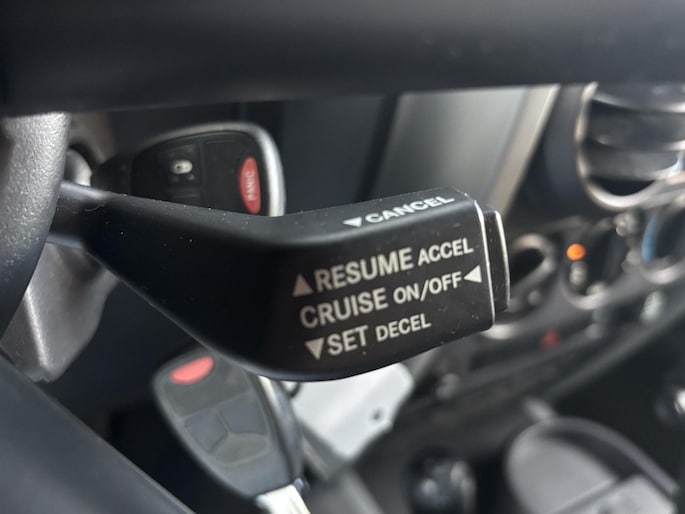 PANIC
▼CANCEL
▲RESUME ACCEL
CRUISE ON/OFF◀
▼SET DECEL